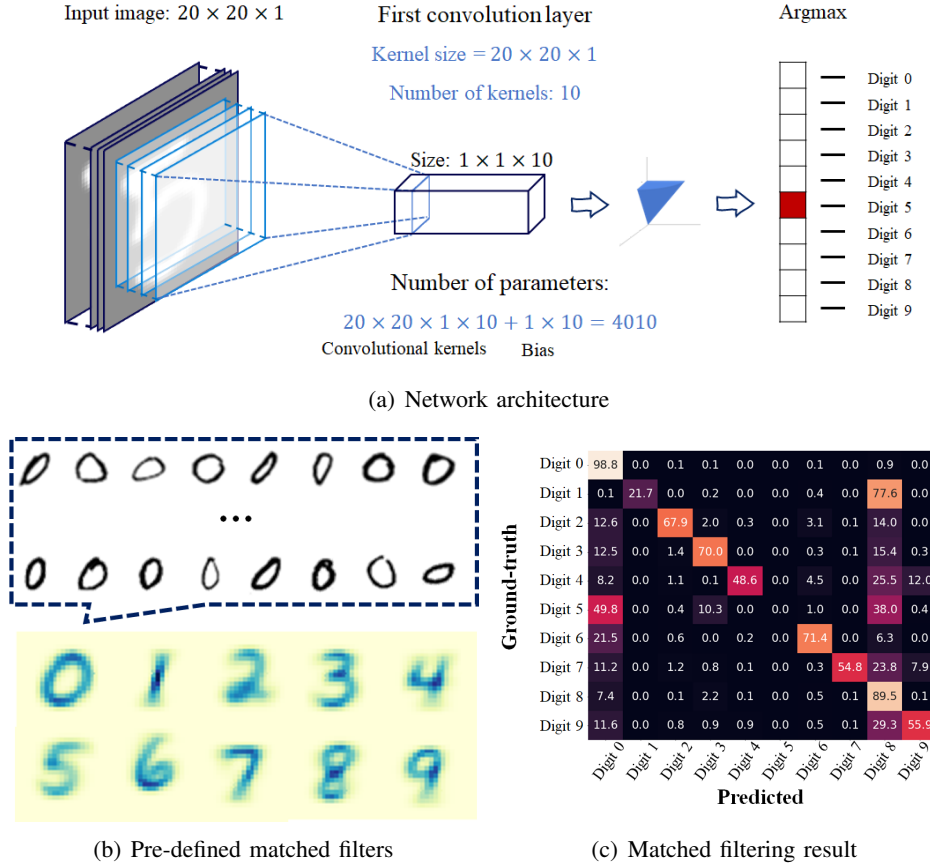 Input image: 20 × 20 × 1
First convolution layer
Argmax
Kernel size = 20 × 20 × 1
Number of kernels: 10
Size: 1 × 1 × 10
Digit 0
Digit 1
Digit 2
Digit 3
Digit 4
Digit 5
Digit 6
Digit 7
Digit 8
Digit 9
Number of parameters:
20 × 20 × 1 × 10 + 1 × 10 = 4010
Convolutional kernels Bias
(a) Network architecture
...
0 1 2 3 4
5 6 7 8 9
(b) Pre-defined matched filters
Ground-truth
Digit 0 98.8 0.0 0.1 0.1 0.0 0.0 0.1 0.0 0.9 0.0
Digit 1 0.1 21.7 0.0 0.2 0.0 0.0 0.4 0.0 77.6 0.0
Digit 2 12.6 0.0 67.9 2.0 0.3 0.0 3.1 0.1 14.0 0.0
Digit 3 12.5 0.0 1.4 70.0 0.0 0.0 0.3 0.1 15.4 0.3
Digit 4 8.2 0.0 1.1 0.1 48.6 0.0 4.5 0.0 25.5 12.0
Digit 5 49.8 0.0 0.4 10.3 0.0 0.0 1.0 0.0 38.0 0.4
Digit 6 21.5 0.0 0.6 0.0 0.2 0.0 71.4 0.0 6.3 0.0
Digit 7 11.2 0.0 1.2 0.8 0.1 0.0 0.3 54.8 23.8 7.9
Digit 8 7.4 0.0 0.1 2.2 0.1 0.0 0.5 0.1 89.5 0.1
Digit 9 11.6 0.0 0.8 0.9 0.9 0.0 0.5 0.1 29.3 55.9
Digit 0 Digit 1 Digit 2 Digit 3 Digit 4 Digit 5 Digit 6 Digit 7 Digit 8 Digit 9
Predicted
(c) Matched filtering result